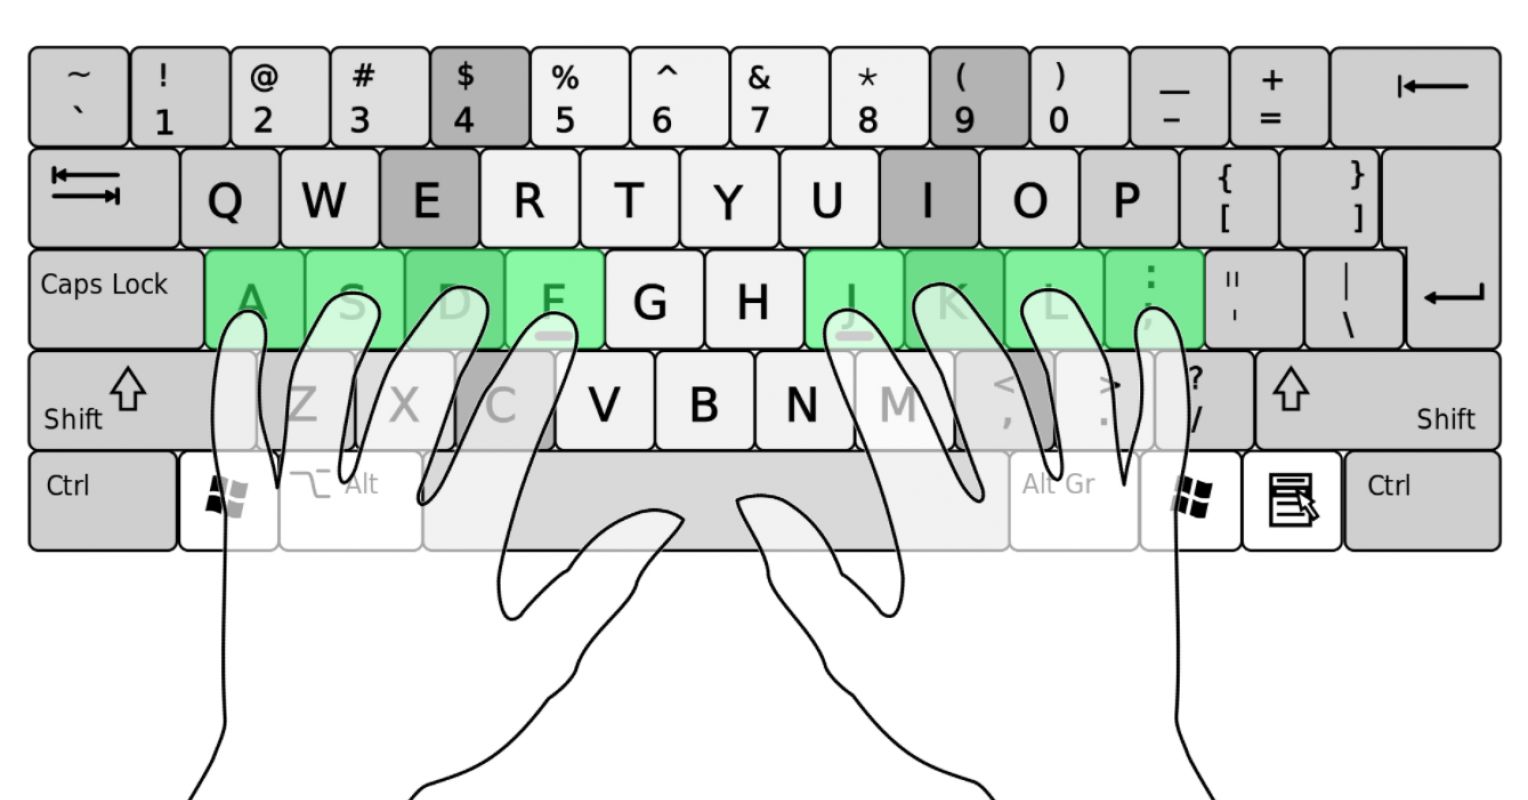 ~ ! @ # $ % ^ & * ( ) _ +
` 1 2 3 4 5 6 7 8 9 0 - =
Q W E R T Y U I O P { }
[ ]
Caps Lock A S D F G H J K L : " |
; ' \
Shift Z X C V B N M < > ? Shift
, . /
Ctrl Alt Alt Gr Ctrl